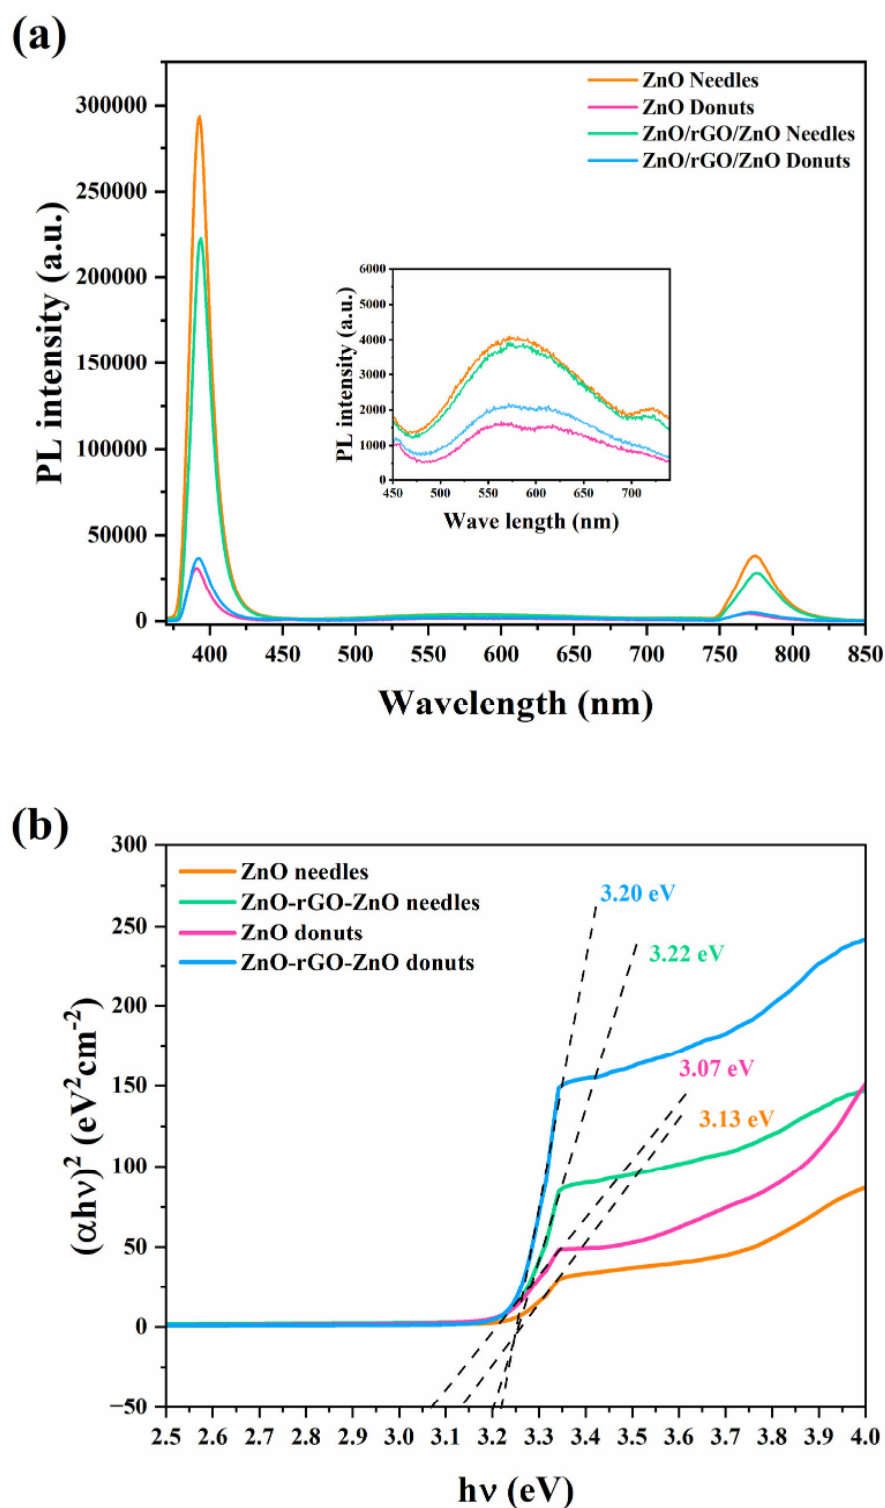 (a)
ZnO Needles
ZnO Donuts
ZnO/rGO/ZnO Needles
ZnO/rGO/ZnO Donuts
300000
250000
200000
150000
100000
50000
0
PL intensity (a.u.)
400 450 500 550 600 650 700 750 800 850
Wavelength (nm)
6000
5000
4000
3000
2000
1000
0
PL intensity (a.u.)
450 500 550 600 650 700
Wave length (nm)
(b)
ZnO needles
ZnO-rGO-ZnO needles
ZnO donuts
ZnO-rGO-ZnO donuts
3.20 eV
3.22 eV
3.07 eV
3.13 eV
300
250
200
150
100
50
0
−50
(αhν)² (eV²cm⁻²)
2.5 2.6 2.7 2.8 2.9 3.0 3.1 3.2 3.3 3.4 3.5 3.6 3.7 3.8 3.9 4.0
hν (eV)